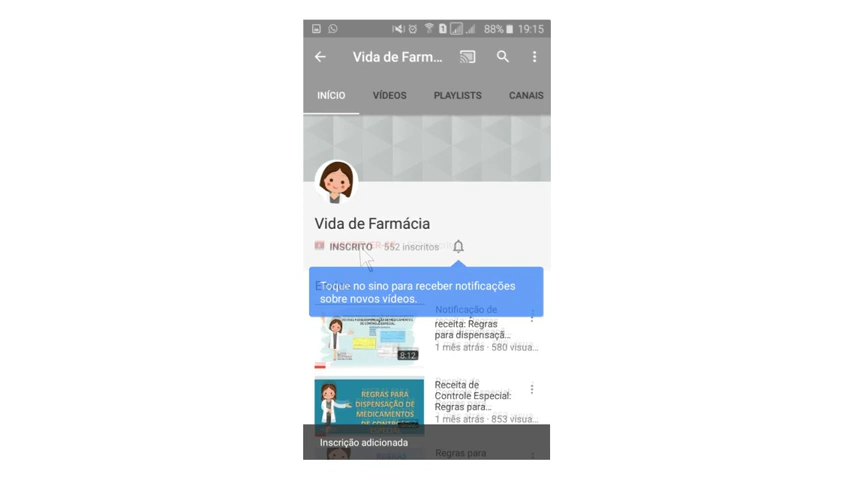 88% 19:15
Vida de Farm...
INÍCIO VÍDEOS PLAYLISTS CANAIS
Vida de Farmácia
INSCRITO 552 inscritos
Toque no sino para receber notificações
sobre novos vídeos.
Notificação de
receita: Regras
para dispensaçã...
8:12
1 mês atrás · 580 visua...
Receita de
Controle Especial:
Regras para...
REGRAS PARA
DISPENSAÇÃO DE
MEDICAMENTOS
1 mês atrás · 853 visua...
Inscrição adicionada
Regras para